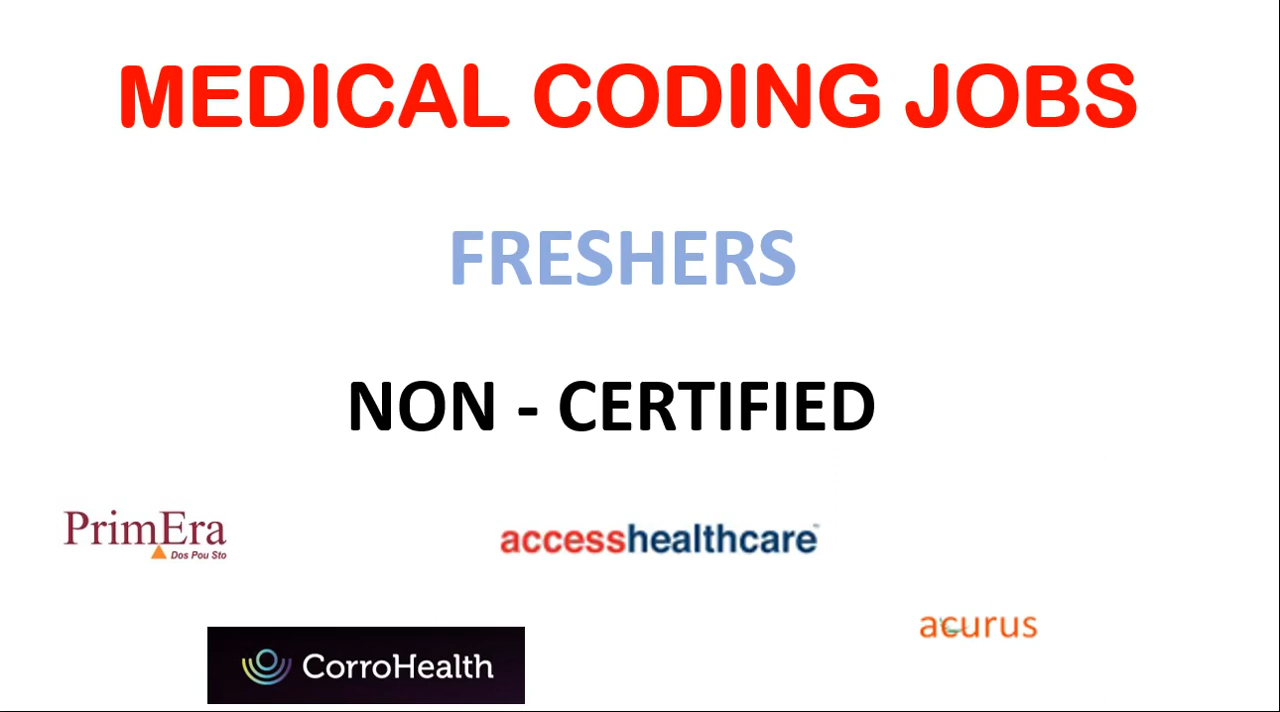 MEDICAL CODING JOBS
FRESHERS
NON - CERTIFIED
PrimEra
Dos Pou Sto
accesshealthcare
acurus
CorroHealth